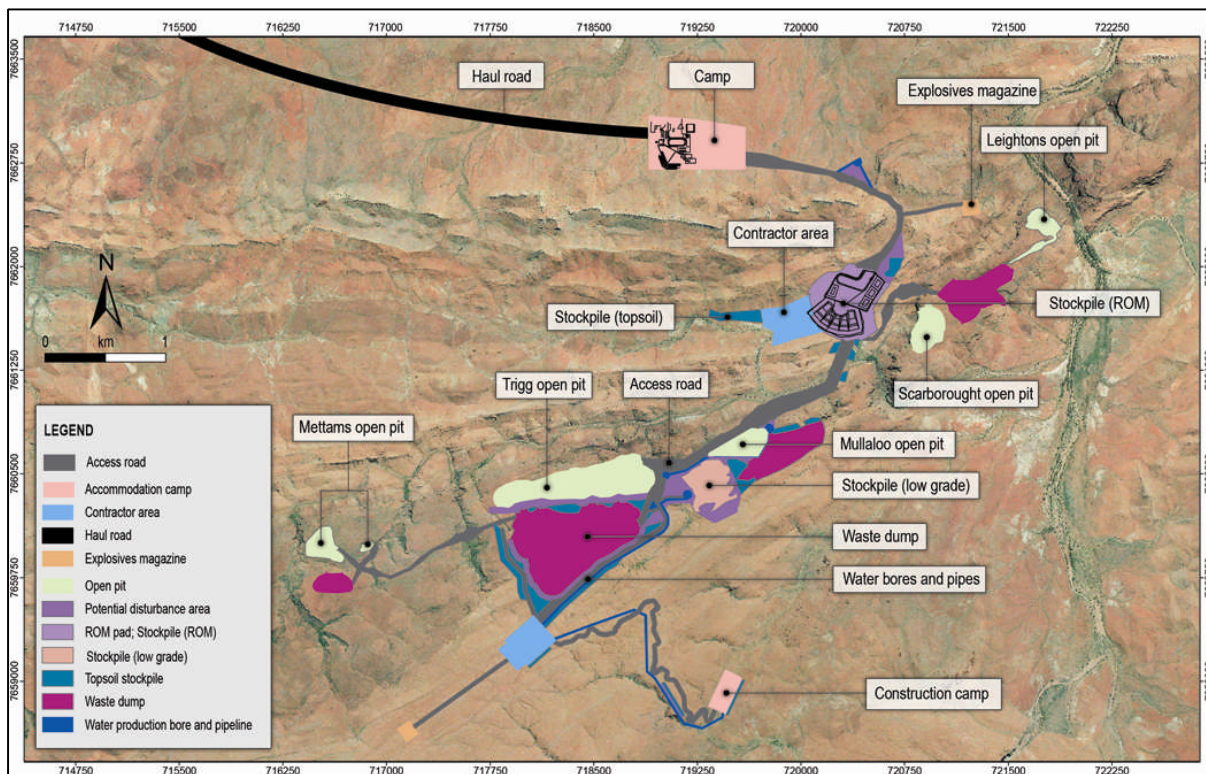 714750 715500 716250 717000 717750 718500 719250 720000 720750 721500 722250
7663500
Haul road
Camp
Explosives magazine
7662750
Leightons open pit
Contractor area
N
7662000
Stockpile (topsoil)
Stockpile (ROM)
0 km 1
7661250
Trigg open pit
Access road
Scarborought open pit
Mettams open pit
Mullaloo open pit
7660500
Stockpile (low grade)
Waste dump
7659750
Water bores and pipes
7659000
Construction camp
LEGEND
Access road
Accommodation camp
Contractor area
Haul road
Explosives magazine
Open pit
Potential disturbance area
ROM pad; Stockpile (ROM)
Stockpile (low grade)
Topsoil stockpile
Waste dump
Water production bore and pipeline
714750 715500 716250 717000 717750 718500 719250 720000 720750 721500 722250